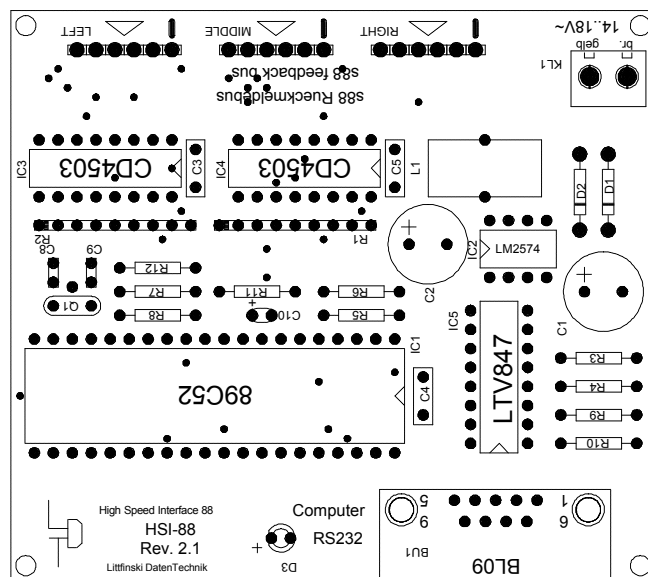 LEFT
MIDDLE
RIGHT
14..18V~
gelb
br.
KL1
s88 feedback bus
s88 Rueckmeldebus
IC3
CD4503
C3
IC4
CD4503
C5
L1
D2
D1
R2
R1
C8
C9
R12
R7
R8
Q1
R11
C10
R6
R5
C2
IC2
LM2574
C1
IC1
89C52
C4
IC5
LTV847
R3
R4
R9
R10
High Speed Interface 88
HSI-88
Rev. 2.1
Littfinski DatenTechnik
D3
Computer
RS232
5
1
9
6
BU1
BL09